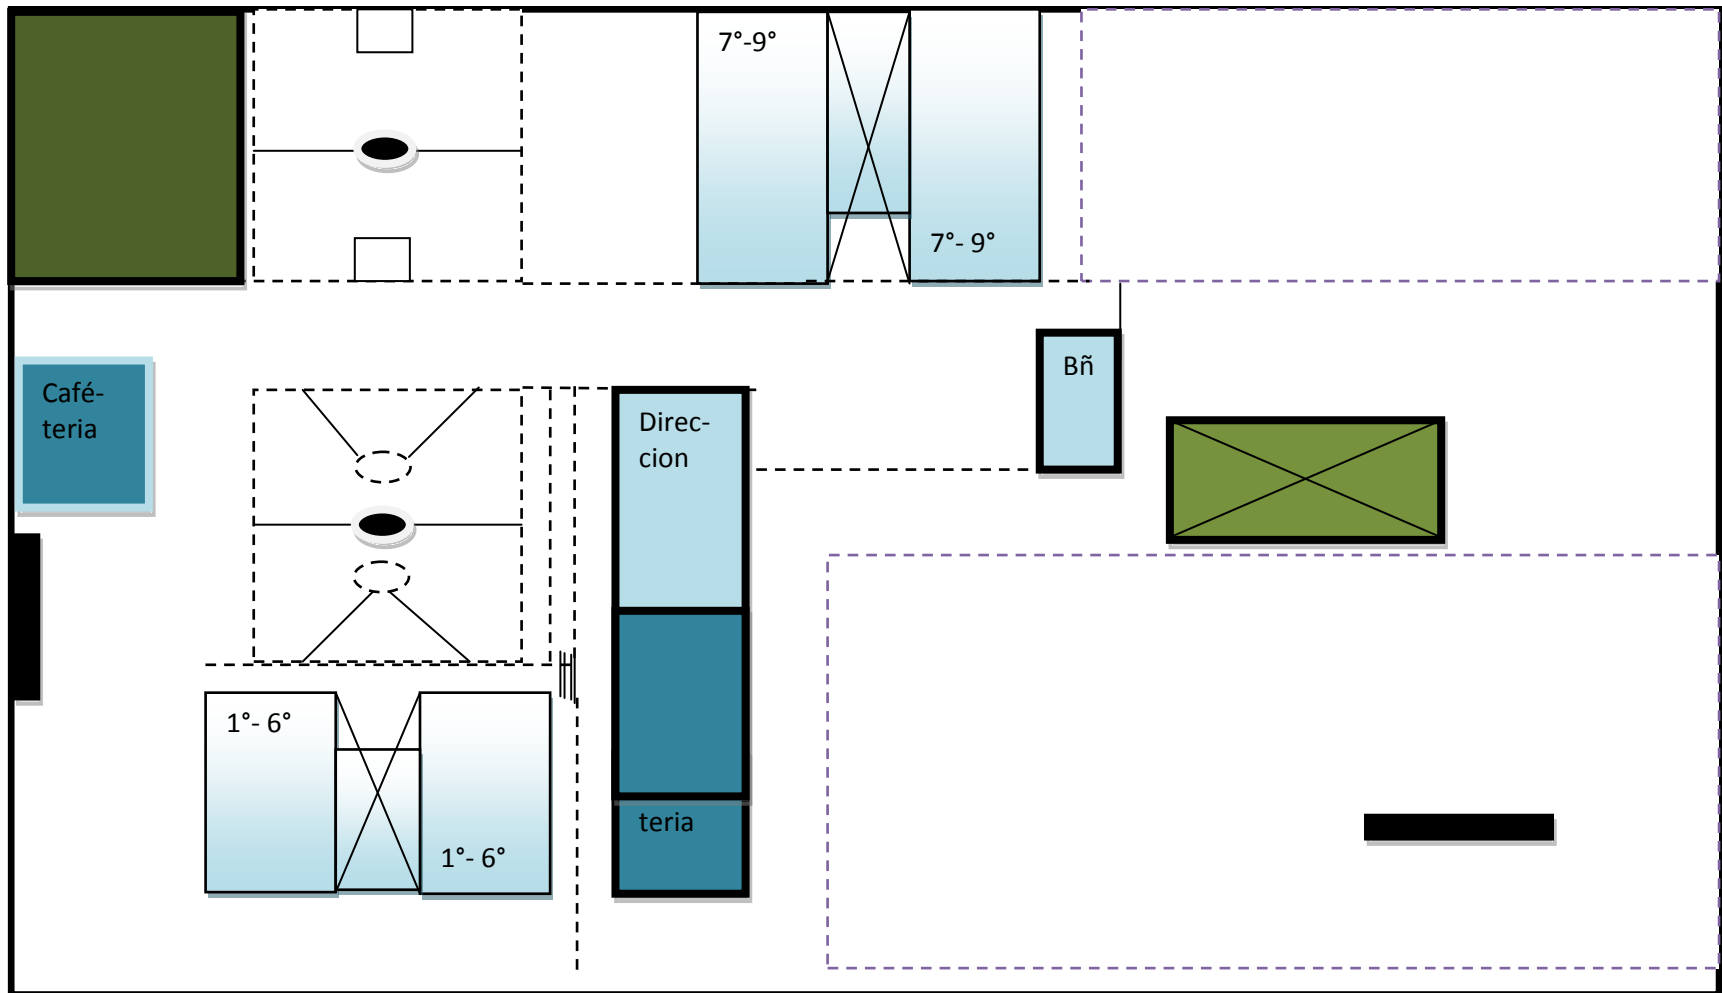 7°-9°
7°- 9°
Bñ
Café-
teria
Direc-
cion
1°- 6°
teria
1°- 6°